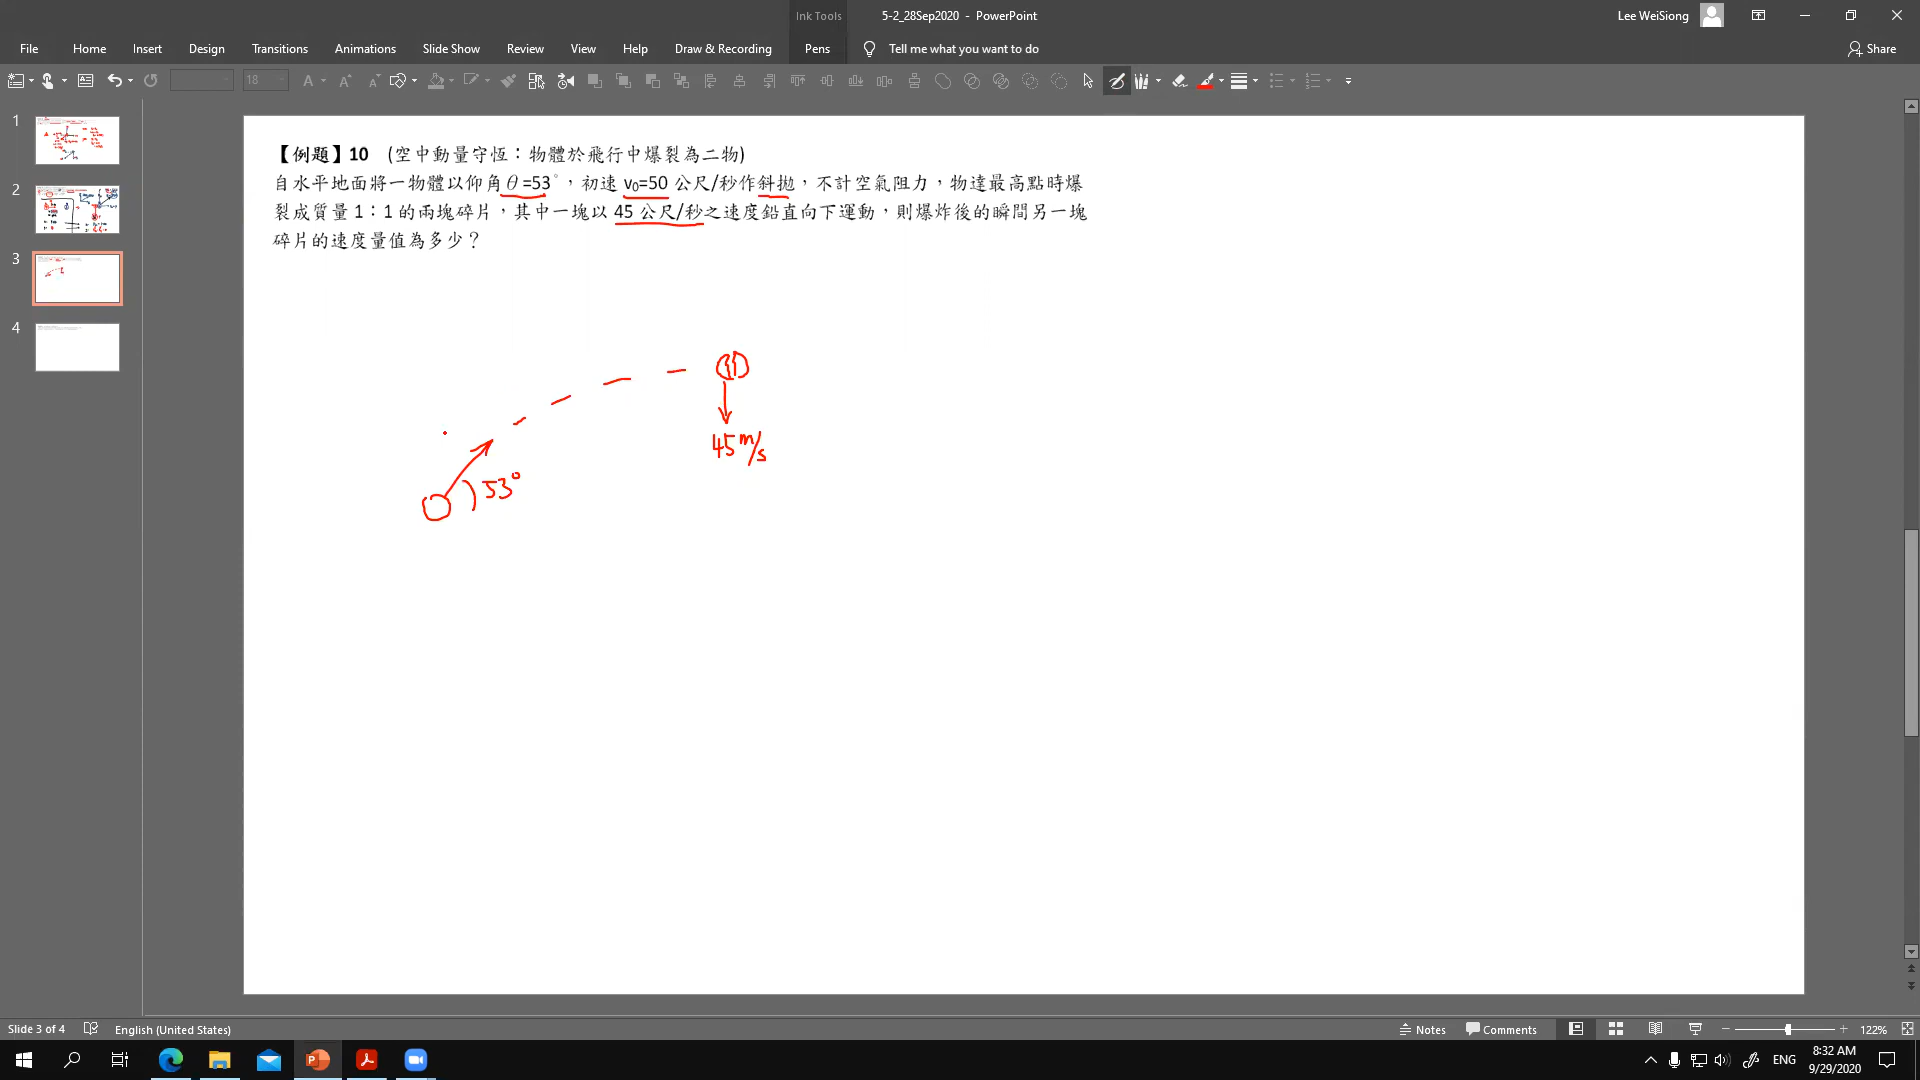 Ink Tools
5-2_28Sep2020 - PowerPoint
Lee WeiSiong
File Home Insert Design Transitions Animations Slide Show Review View Help Draw & Recording Pens Tell me what you want to do Share
18
1
2
3
4
【例題】10 (空中動量守恆：物體於飛行中爆裂為二物)
自水平地面將一物體以仰角θ=53°，初速 v₀=50 公尺/秒作斜拋，不計空氣阻力，物達最高點時爆
裂成質量 1：1 的兩塊碎片，其中一塊以 45 公尺/秒之速度鉛直向下運動，則爆炸後的瞬間另一塊
碎片的速度量值為多少？
45 m/s
53°
Slide 3 of 4 English (United States) Notes Comments 122%
ENG 8:32 AM
9/29/2020